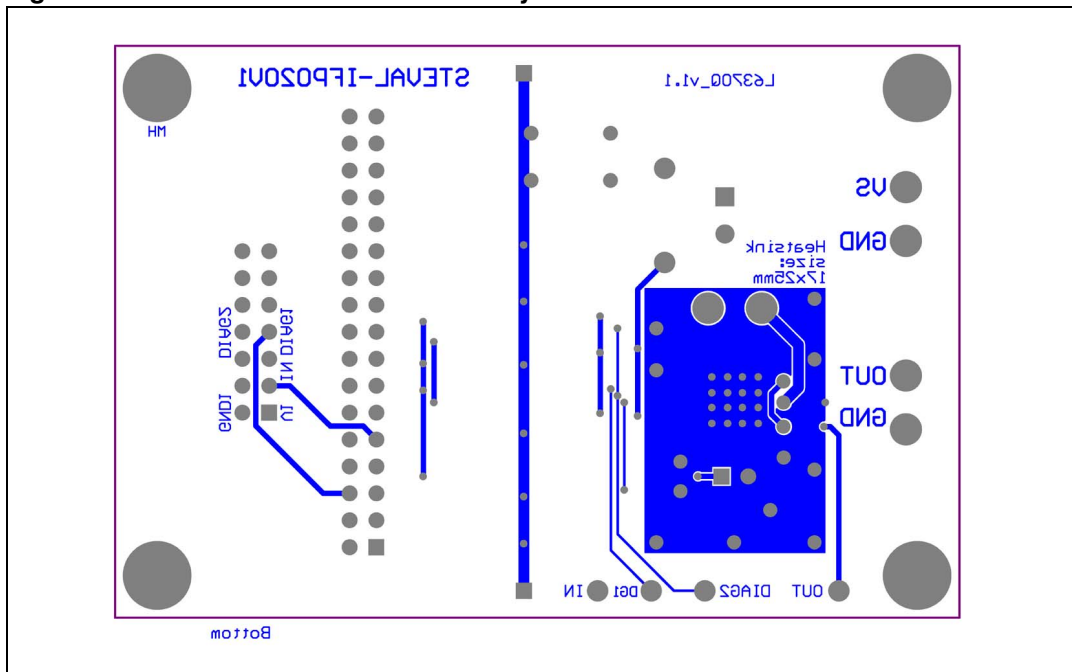 STEVAL-IFP020V1
L6370Q_v1.1
MH
VS
GND
Heatsink
size:
17x25mm
GND1 DIAG2
V1 IN DIAG1
OUT
GND
IN
DG1
DIAG2
OUT
Bottom